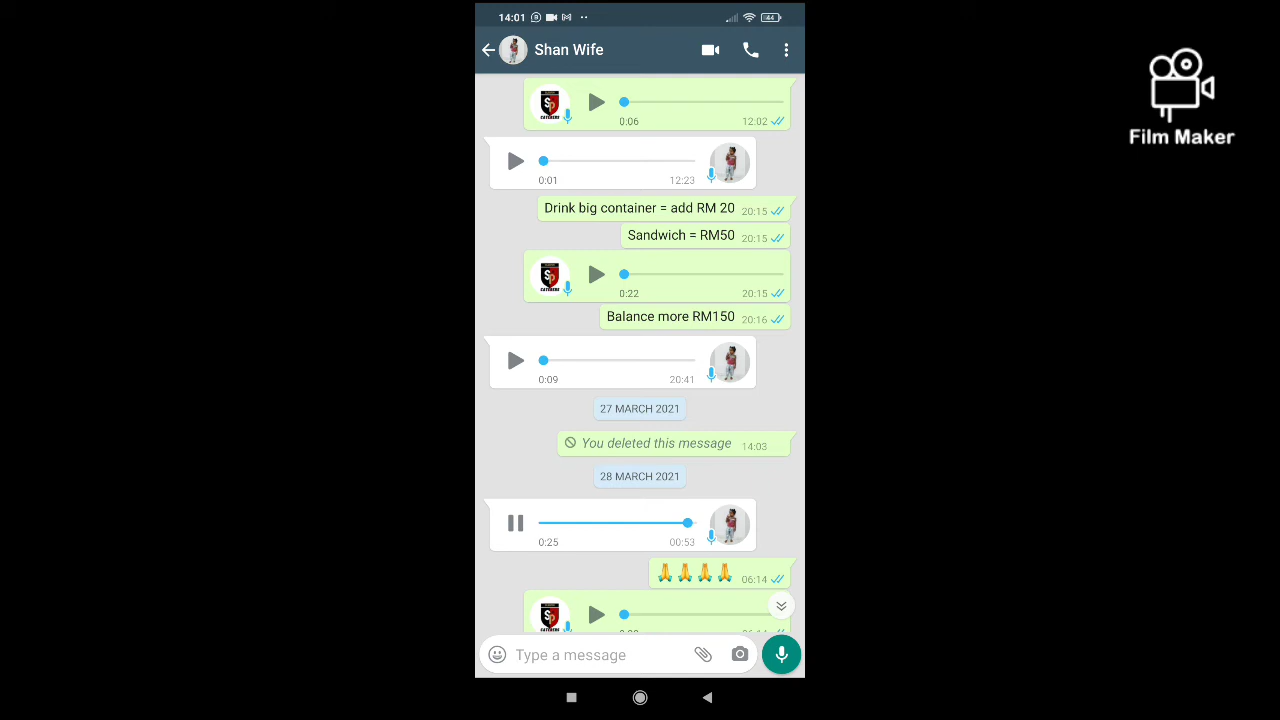 14:01
44
Shan Wife
0:06 12:02
Film Maker
0:01 12:23
Drink big container = add RM 20 20:15
Sandwich = RM50 20:15
SP
CATERERS
0:22 20:15
Balance more RM150 20:16
0:09 20:41
27 MARCH 2021
You deleted this message 14:03
28 MARCH 2021
0:25 00:53
06:14
Type a message